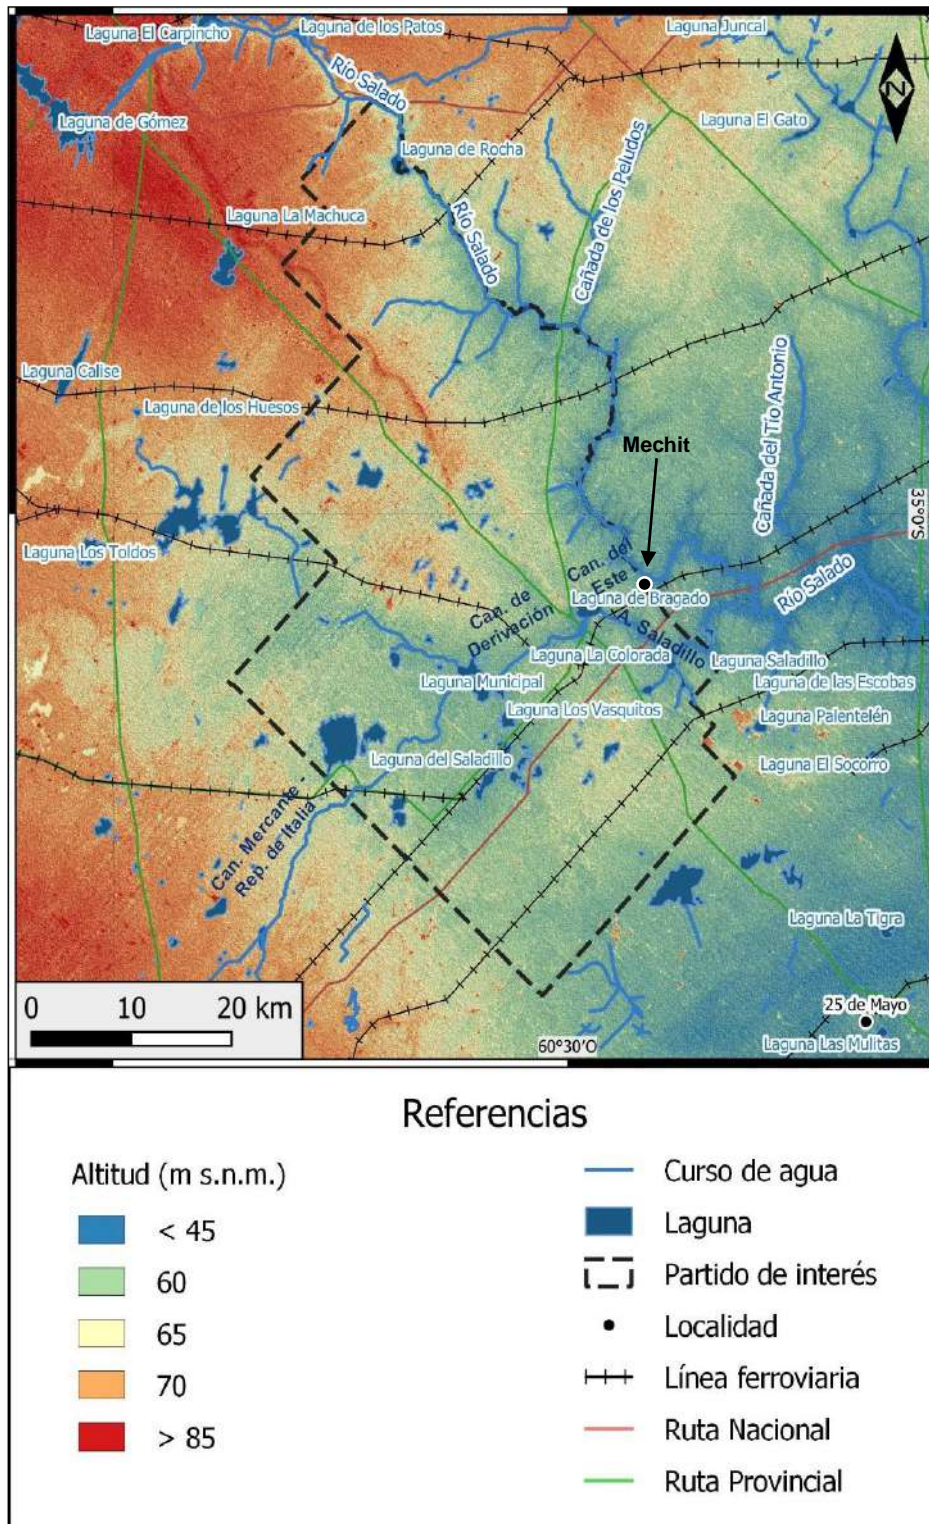 Laguna El Carpincho
Laguna de los Patos
Laguna Juncal
Río Salado
Laguna de Gómez
Laguna El Gato
Laguna de Rocha
Cañada de los Peludos
Río Salado
Laguna La Machuca
Laguna Calise
Laguna de los Huesos
Cañada del Tío Antonio
Mechit
35°0'S
Laguna Los Toldos
Can. del
Este
Río Salado
Laguna de Bragado
Can. de
Derivación
A. Saladillo
Laguna La Colorada
Laguna Saladillo
Laguna Municipal
Laguna de las Escobas
Laguna Los Vasquitos
Laguna Palentelén
Laguna del Saladillo
Laguna El Socorro
Can. Mercante
Rep. de Italia
Laguna La Tigra
0 10 20 km
25 de Mayo
60°30'O
Laguna Las Mulitas
N
Referencias
Altitud (m s.n.m.)
< 45
60
65
70
> 85
Curso de agua
Laguna
Partido de interés
Localidad
Línea ferroviaria
Ruta Nacional
Ruta Provincial